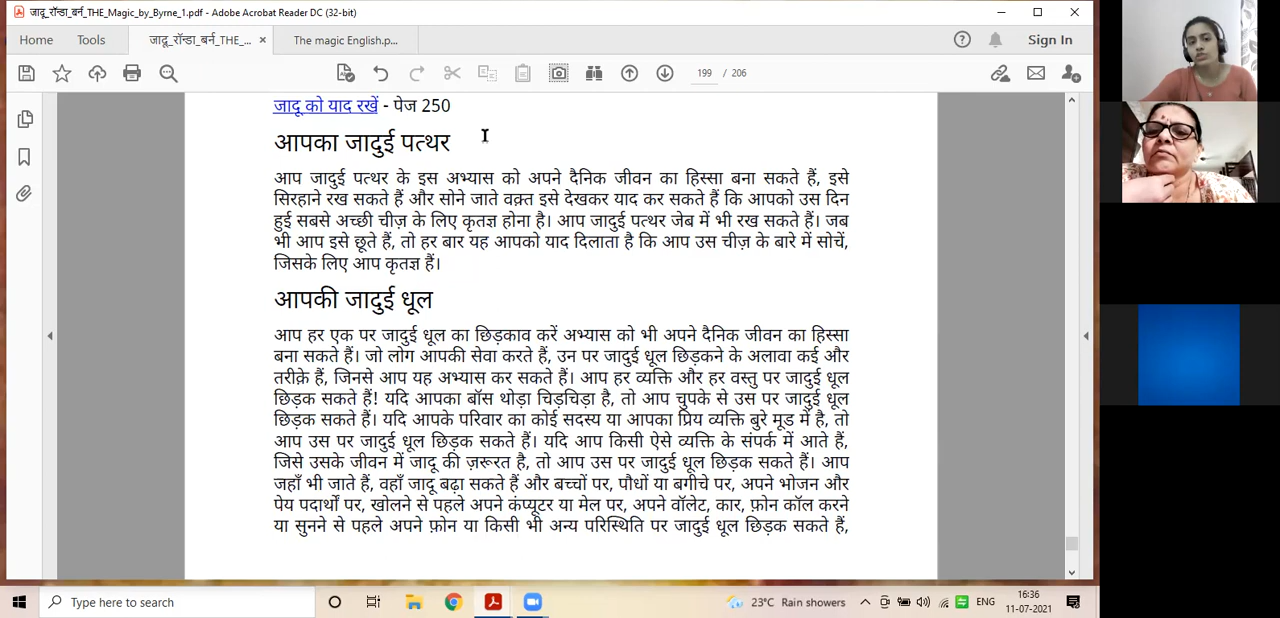 जादू_रॉन्डा_बर्न_THE_Magic_by_Byrne_1.pdf - Adobe Acrobat Reader DC (32-bit)
Home Tools जादू_रॉन्डा_बर्न_THE_... × The magic English.p... Sign In
199 / 206
जादू को याद रखें - पेज 250
आपका जादुई पत्थर
आप जादुई पत्थर के इस अभ्यास को अपने दैनिक जीवन का हिस्सा बना सकते हैं, इसे
सिरहाने रख सकते हैं और सोने जाते वक़्त इसे देखकर याद कर सकते हैं कि आपको उस दिन
हुई सबसे अच्छी चीज़ के लिए कृतज्ञ होना है। आप जादुई पत्थर जेब में भी रख सकते हैं। जब
भी आप इसे छूते हैं, तो हर बार यह आपको याद दिलाता है कि आप उस चीज़ के बारे में सोचें,
जिसके लिए आप कृतज्ञ हैं।
आपकी जादुई धूल
आप हर एक पर जादुई धूल का छिड़काव करें अभ्यास को भी अपने दैनिक जीवन का हिस्सा
बना सकते हैं। जो लोग आपकी सेवा करते हैं, उन पर जादुई धूल छिड़कने के अलावा कई और
तरीक़े हैं, जिनसे आप यह अभ्यास कर सकते हैं। आप हर व्यक्ति और हर वस्तु पर जादुई धूल
छिड़क सकते हैं! यदि आपका बॉस थोड़ा चिड़चिड़ा है, तो आप चुपके से उस पर जादुई धूल
छिड़क सकते हैं। यदि आपके परिवार का कोई सदस्य या आपका प्रिय व्यक्ति बुरे मूड में है, तो
आप उस पर जादुई धूल छिड़क सकते हैं। यदि आप किसी ऐसे व्यक्ति के संपर्क में आते हैं,
जिसे उसके जीवन में जादू की ज़रूरत है, तो आप उस पर जादुई धूल छिड़क सकते हैं। आप
जहाँ भी जाते हैं, वहाँ जादू बढ़ा सकते हैं और बच्चों पर, पौधों या बगीचे पर, अपने भोजन और
पेय पदार्थों पर, खोलने से पहले अपने कंप्यूटर या मेल पर, अपने वॉलेट, कार, फ़ोन कॉल करने
या सुनने से पहले अपने फ़ोन या किसी भी अन्य परिस्थिति पर जादुई धूल छिड़क सकते हैं,
Type here to search 23°C Rain showers ENG 16:36
11-07-2021